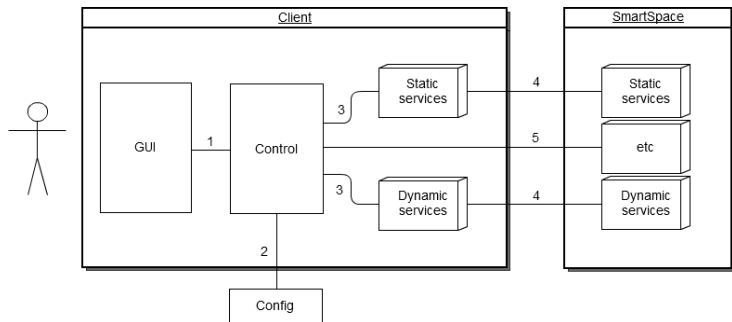 Client
SmartSpace
Static
services
4
Static
services
3
GUI
1
Control
5
etc
3
Dynamic
services
4
Dynamic
services
2
Config